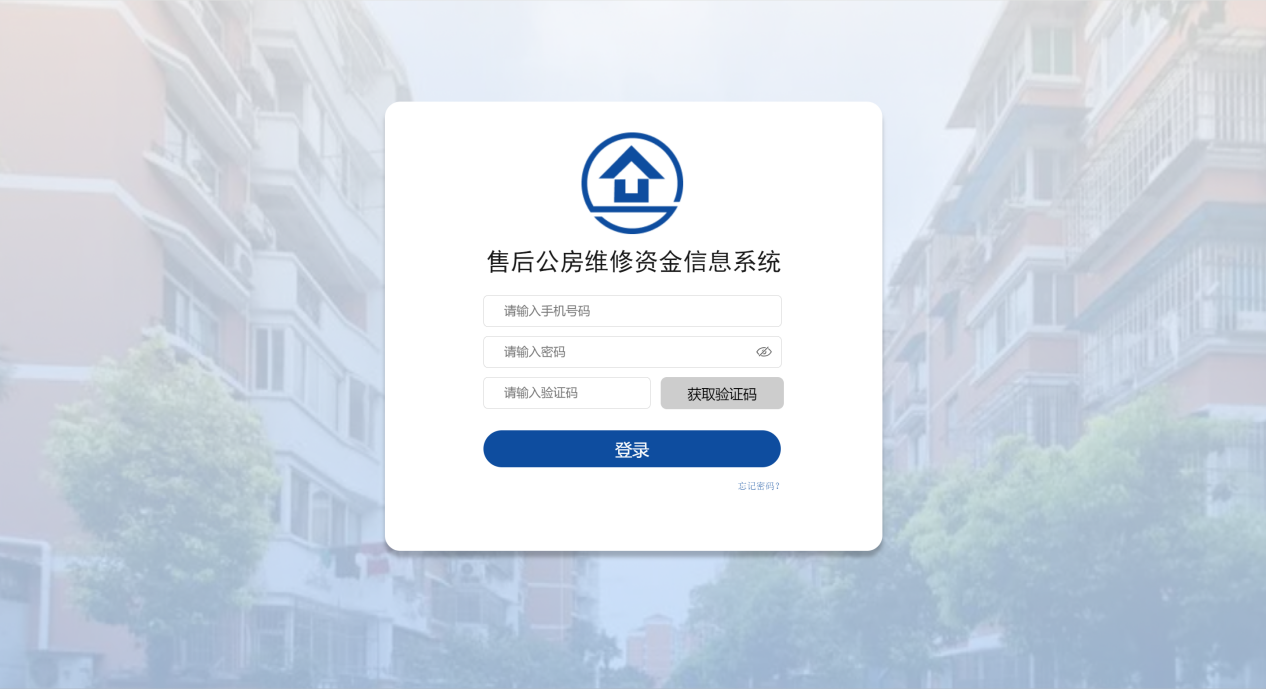 售后公房维修资金信息系统
请输入手机号码
请输入密码
请输入验证码 获取验证码
登录
忘记密码?